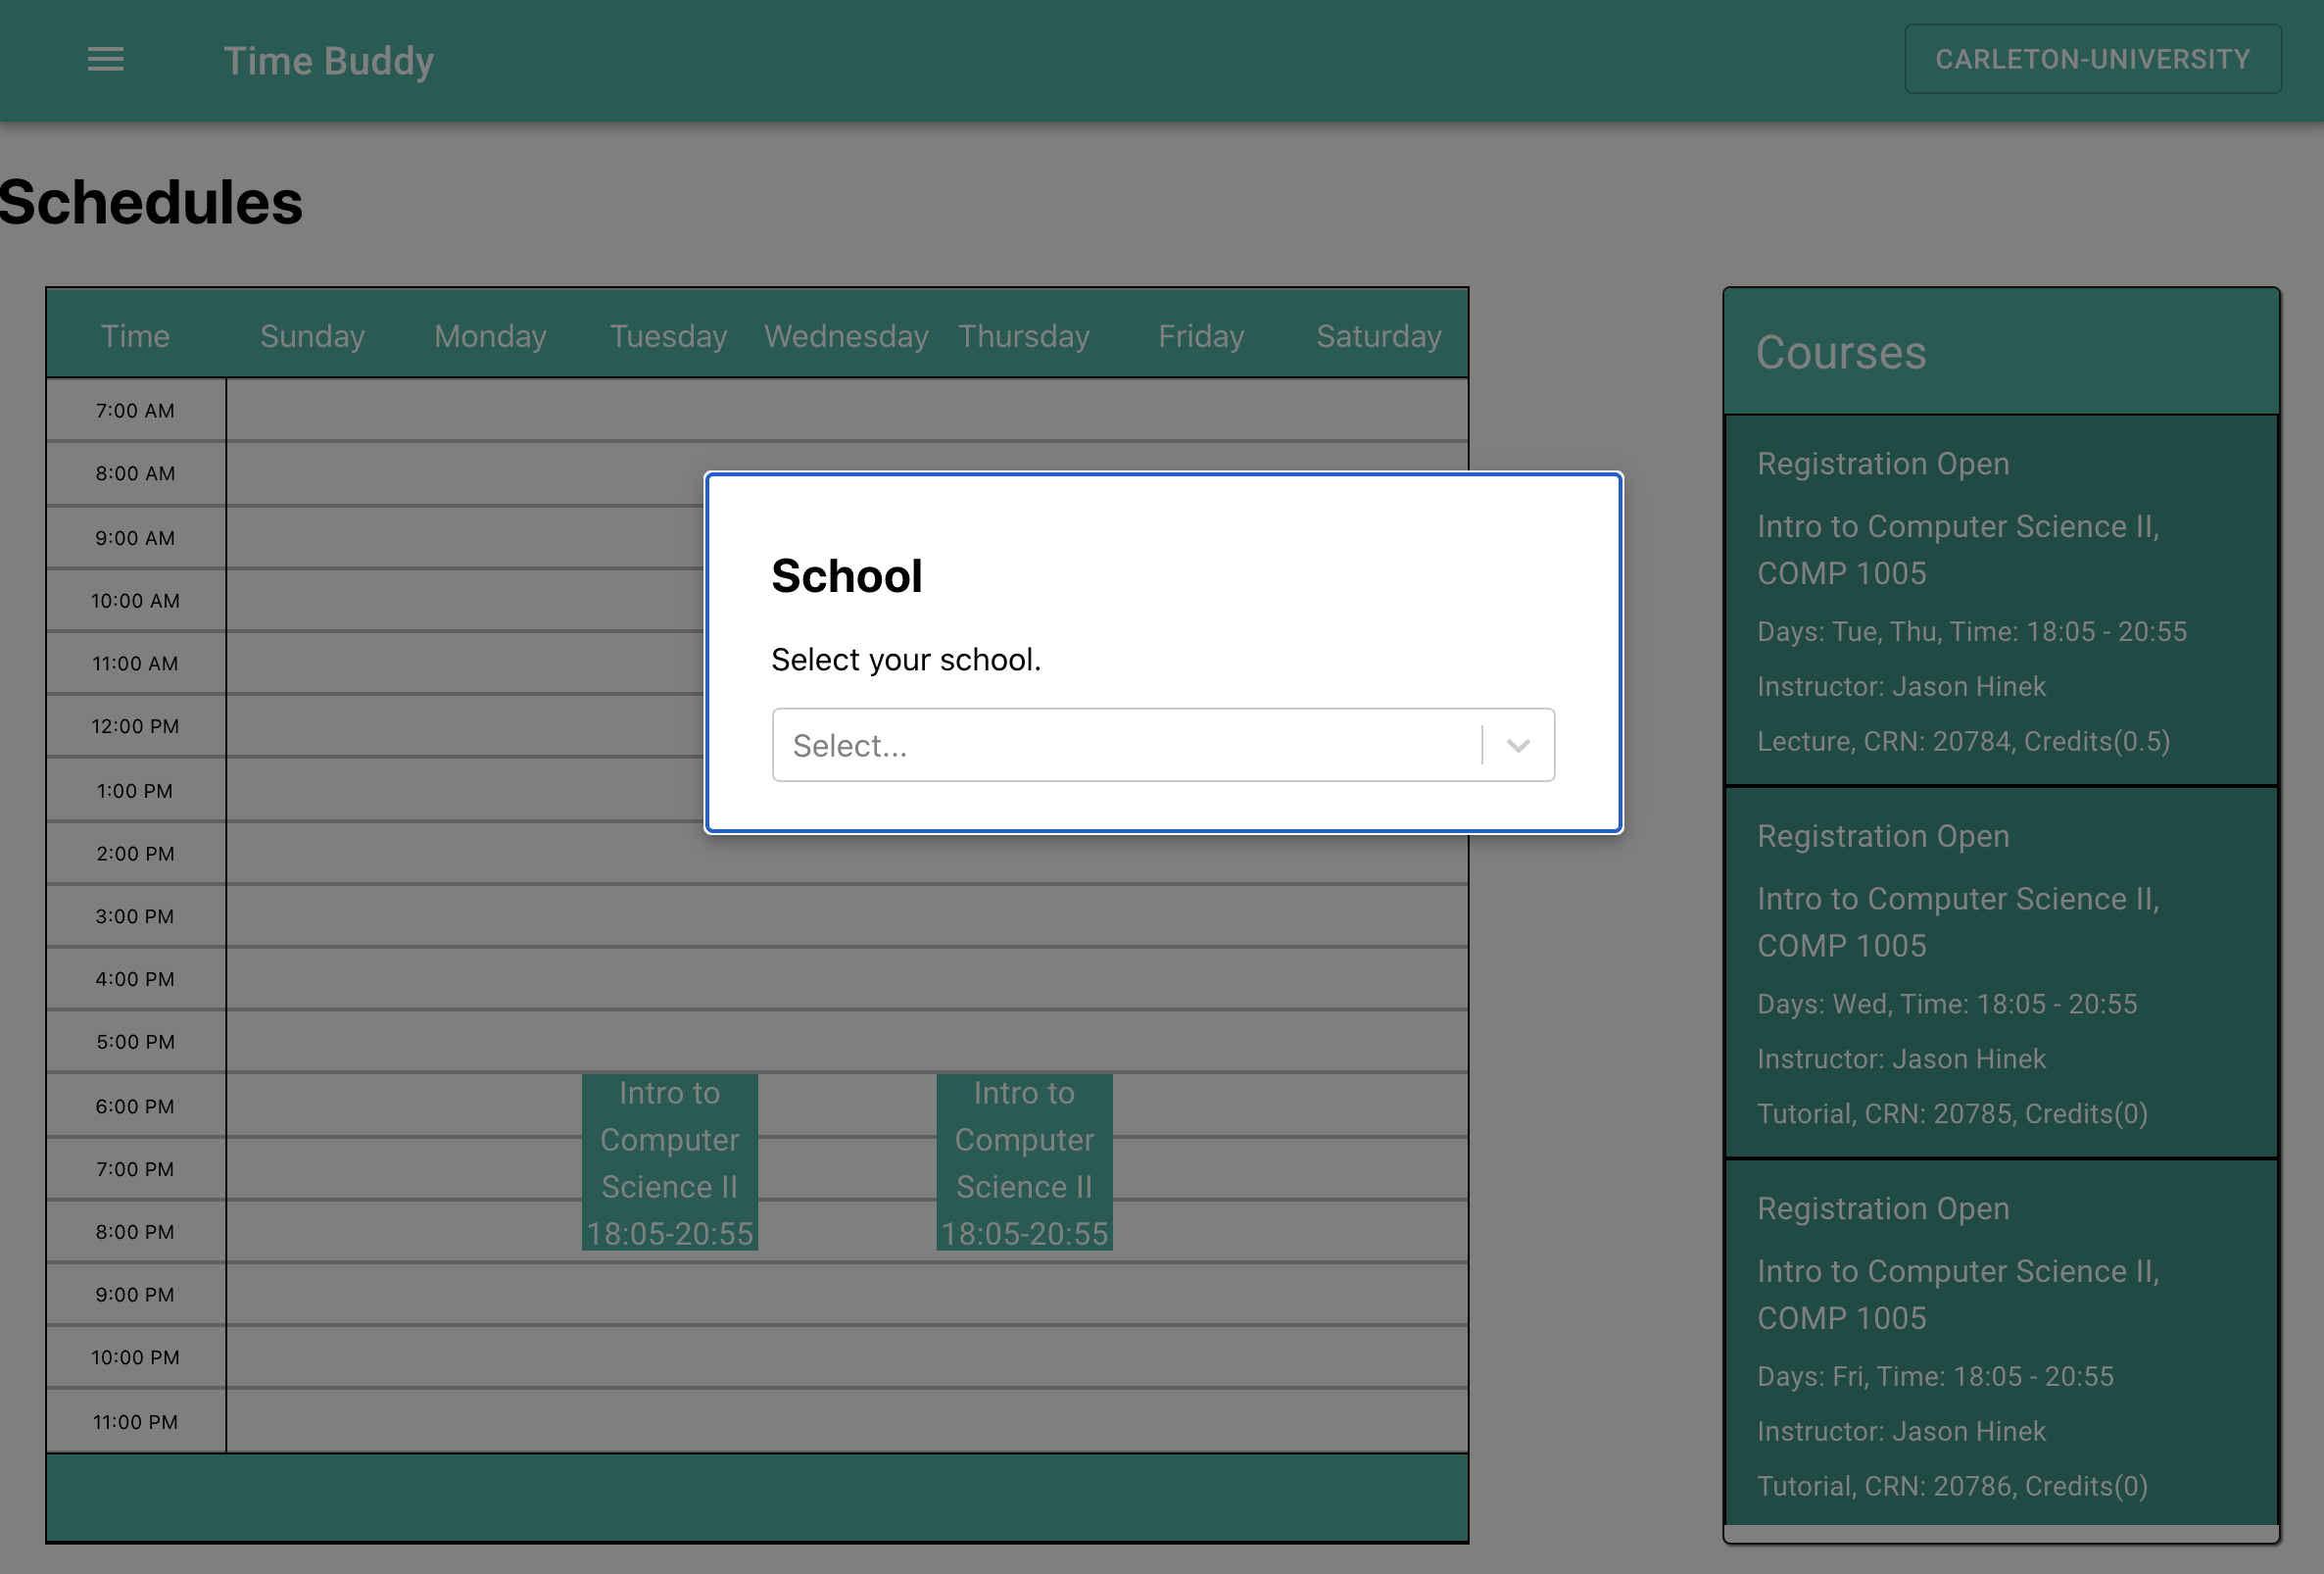 Time Buddy
CARLETON-UNIVERSITY
Schedules
Time Sunday Monday Tuesday Wednesday Thursday Friday Saturday
7:00 AM
8:00 AM
9:00 AM
10:00 AM
11:00 AM
12:00 PM
1:00 PM
2:00 PM
3:00 PM
4:00 PM
5:00 PM
6:00 PM
7:00 PM
8:00 PM
9:00 PM
10:00 PM
11:00 PM
Intro to
Computer
Science II
18:05-20:55
Intro to
Computer
Science II
18:05-20:55
School
Select your school.
Select...
Courses
Registration Open
Intro to Computer Science II,
COMP 1005
Days: Tue, Thu, Time: 18:05 - 20:55
Instructor: Jason Hinek
Lecture, CRN: 20784, Credits(0.5)
Registration Open
Intro to Computer Science II,
COMP 1005
Days: Wed, Time: 18:05 - 20:55
Instructor: Jason Hinek
Tutorial, CRN: 20785, Credits(0)
Registration Open
Intro to Computer Science II,
COMP 1005
Days: Fri, Time: 18:05 - 20:55
Instructor: Jason Hinek
Tutorial, CRN: 20786, Credits(0)